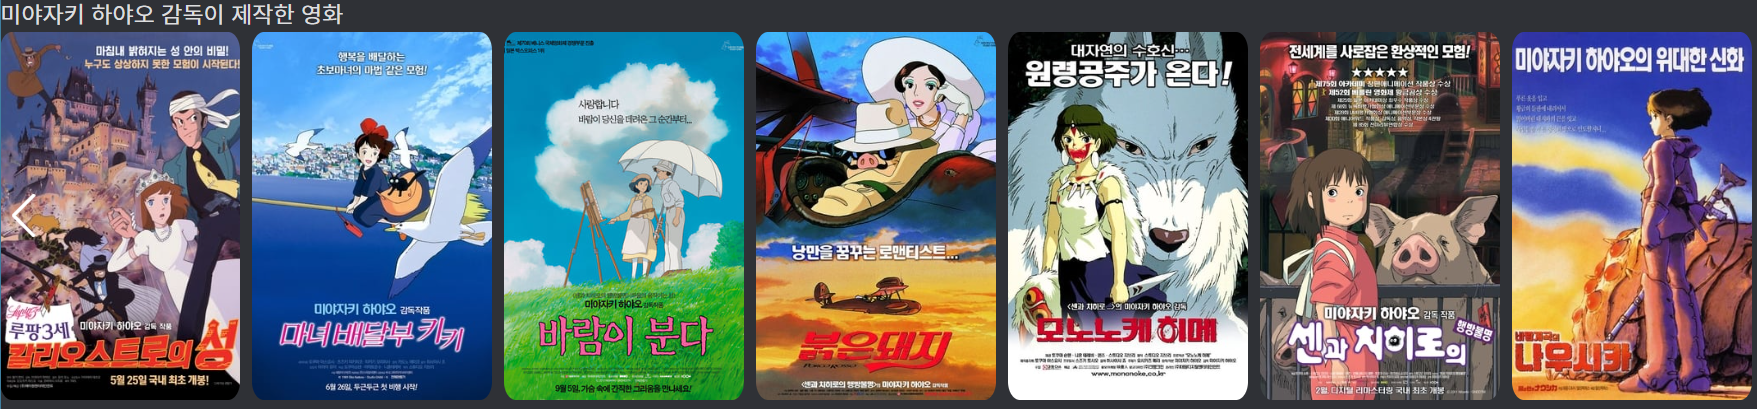 미야자키 하야오 감독이 제작한 영화
마침내 밝혀지는 성 안의 비밀!
누구도 상상하지 못한 모험이 시작된다!
루팡3세
미야자키 하야오 감독 작품
칼리오스트로의 성
5월 25일 국내 최초 개봉!
행복을 배달하는
초보마녀의 마법 같은 모험!
미야자키 하야오 감독작품
마녀 배달부 키키
6월 26일, 두근두근 첫 비행 시작!
사랑합니다
바람이 당신을 데려온 그 순간부터...
미야자키 하야오 감독작품
바람이 분다
9월 5일, 가슴 속에 간직한 그리움을 만나세요!
낭만을 꿈꾸는 로맨티스트...
붉은돼지
<센과 치히로의 행방불명>의 미야자키 하야오 감독작품
대자연의 수호신...
원령공주가 온다!
<센과 치히로의>의 미야자키 하야오 감독
모노노케 히메
www.mononoke.co.kr
전세계를 사로잡은 환상적인 모험!
★★★★★
제75회 아카데미 장편애니메이션 작품상 수상
제52회 베를린 영화제 황금곰상 수상
미야자키 하야오 감독 작품
센과 치히로의
행방불명
2월, 디지털 리마스터링 국내 최초 개봉
미야자키 하야오의 위대한 신화
바람계곡의
나우시카
風の谷のナウシカ